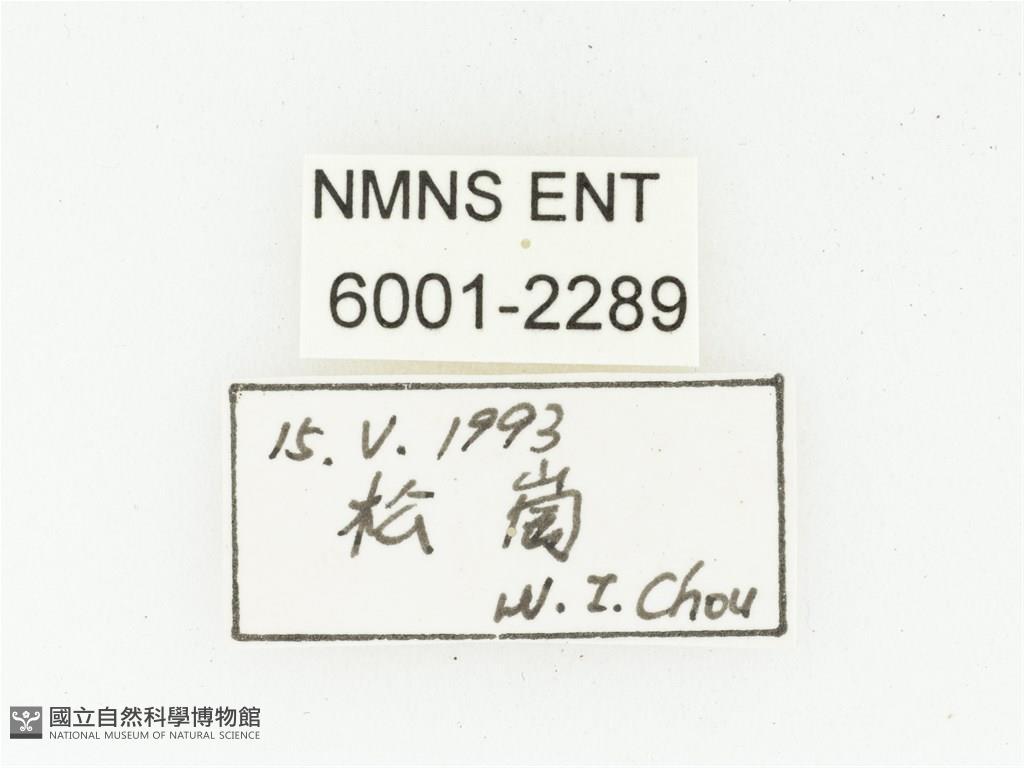 NMNS ENT
6001-2289
15. V. 1993
松 崗
W. I. Chou
國立自然科學博物館
NATIONAL MUSEUM OF NATURAL SCIENCE